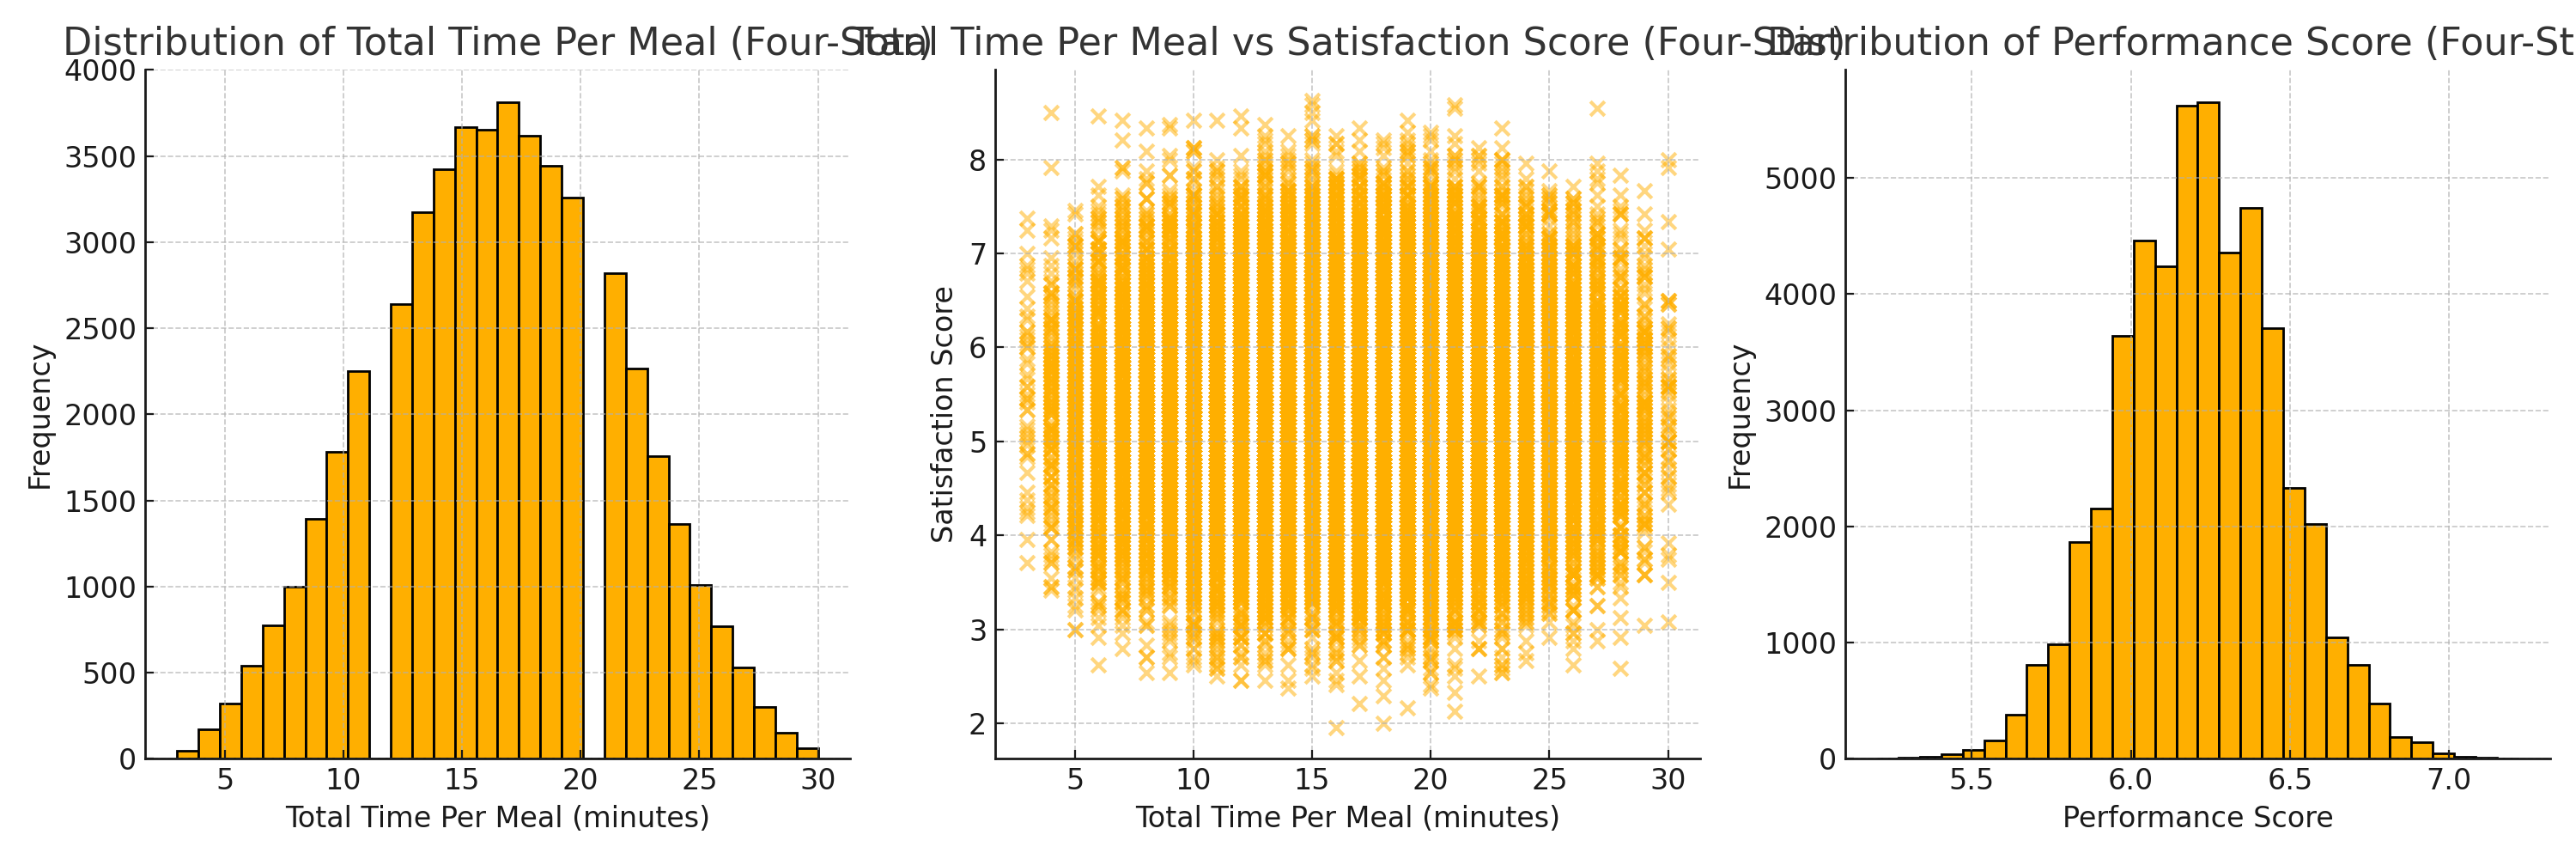 Distribution of Total Time Per Meal (Four-Star)
4000
3500
3000
2500
2000
1500
1000
500
0
5 10 15 20 25 30
Total Time Per Meal (minutes)
Frequency
Total Time Per Meal vs Satisfaction Score (Four-Star)
8
7
6
5
4
3
2
5 10 15 20 25 30
Total Time Per Meal (minutes)
Satisfaction Score
Distribution of Performance Score (Four-St
5000
4000
3000
2000
1000
0
5.5 6.0 6.5 7.0
Performance Score
Frequency